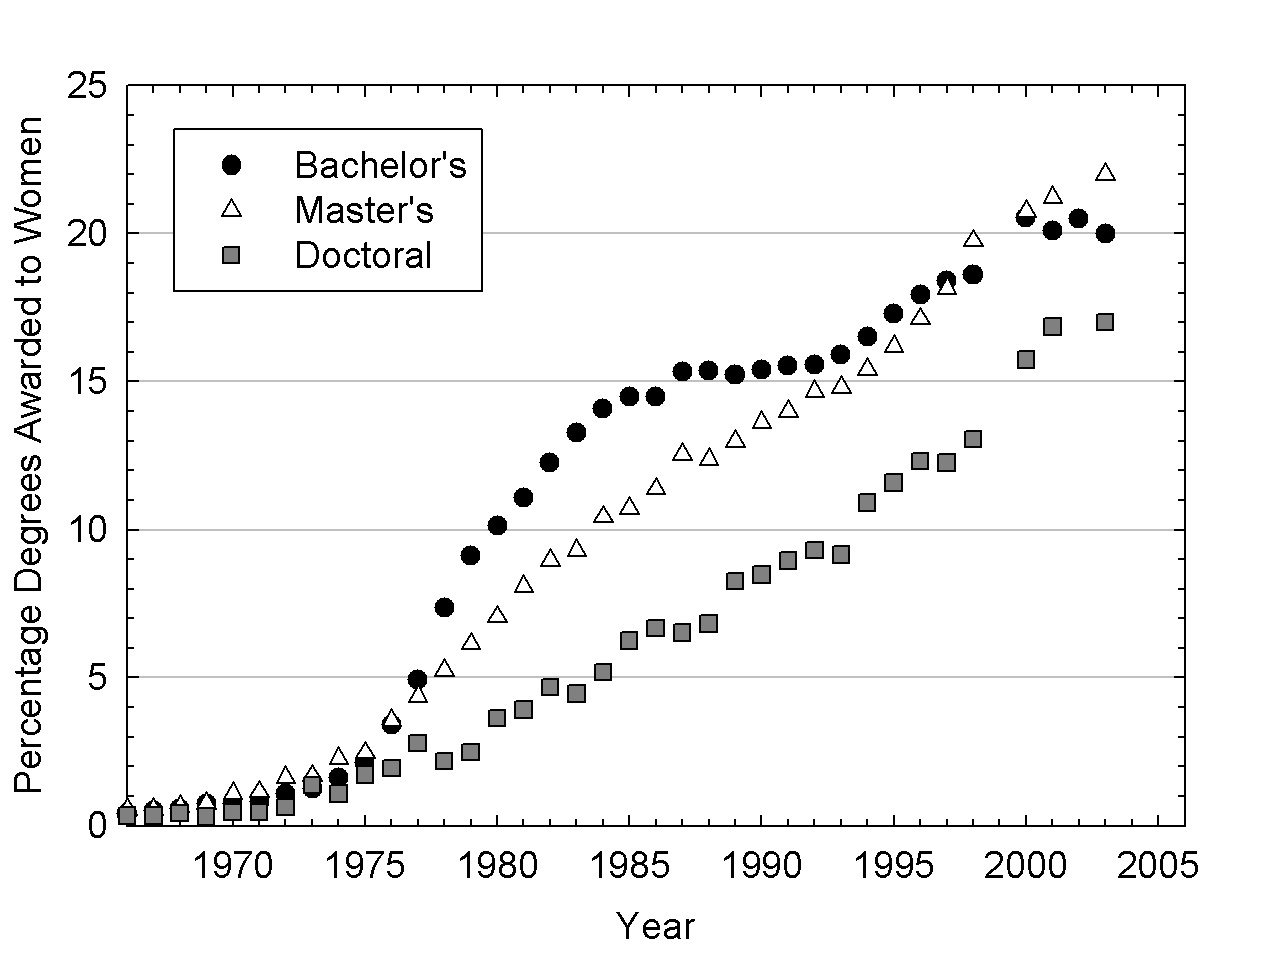 25
20
15
10
5
0
Percentage Degrees Awarded to Women
Bachelor's
Master's
Doctoral
1970 1975 1980 1985 1990 1995 2000 2005
Year